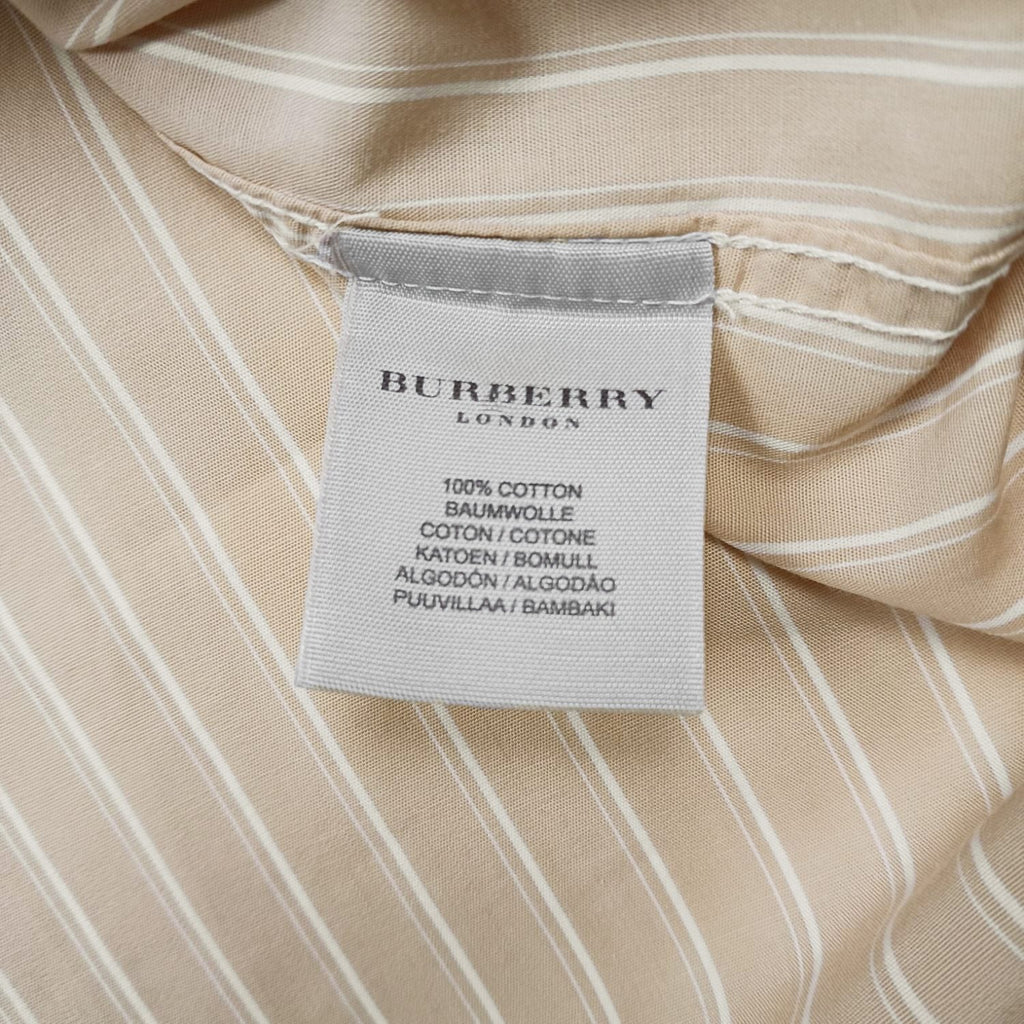 BURBERRY
LONDON
100% COTTON
BAUMWOLLE
COTON / COTONE
KATOEN / BOMULL
ALGODÓN / ALGODÃO
PUUVILLAA / BAMBAKI